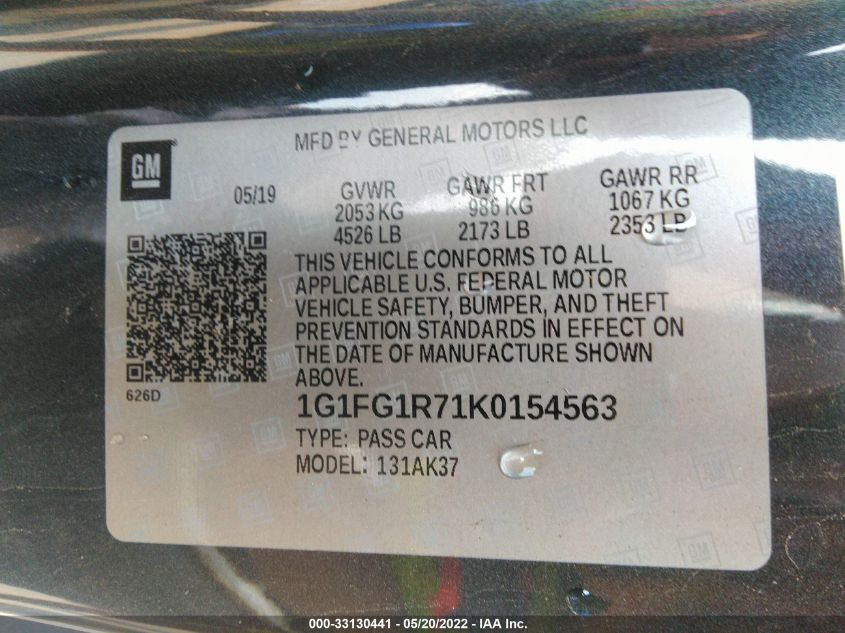 MFD BY GENERAL MOTORS LLC
GM
05/19 GVWR GAWR FRT GAWR RR
2053 KG 986 KG 1067 KG
4526 LB 2173 LB 2353 LB
THIS VEHICLE CONFORMS TO ALL
APPLICABLE U.S. FEDERAL MOTOR
VEHICLE SAFETY, BUMPER, AND THEFT
PREVENTION STANDARDS IN EFFECT ON
THE DATE OF MANUFACTURE SHOWN
ABOVE.
626D
1G1FG1R71K0154563
TYPE: PASS CAR
MODEL: 131AK37
000-33130441 - 05/20/2022 - IAA Inc.